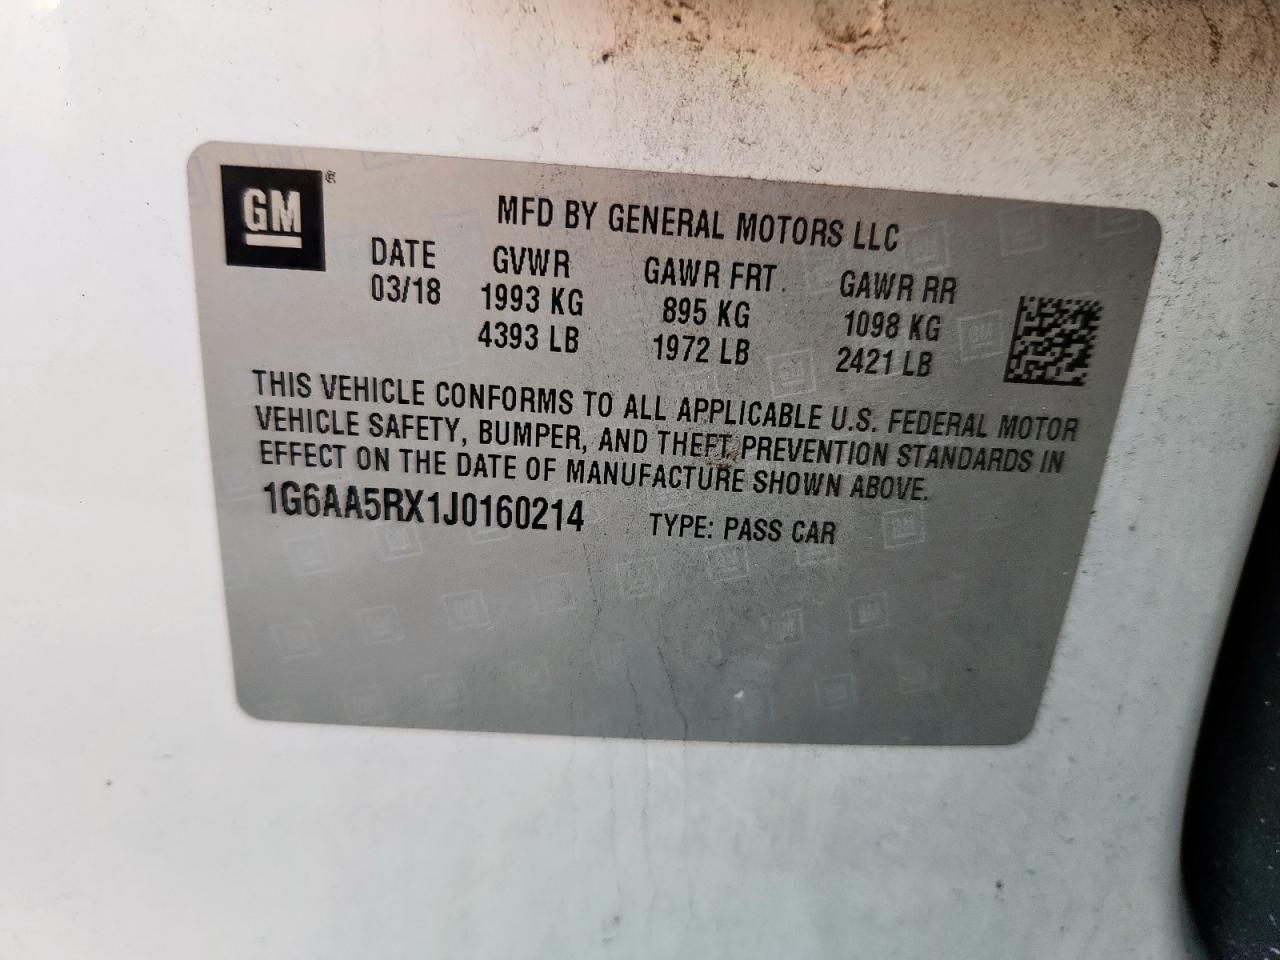 GM ®
MFD BY GENERAL MOTORS LLC
DATE GVWR GAWR FRT GAWR RR
03/18 1993 KG 895 KG 1098 KG
4393 LB 1972 LB 2421 LB
THIS VEHICLE CONFORMS TO ALL APPLICABLE U.S. FEDERAL MOTOR
VEHICLE SAFETY, BUMPER, AND THEFT PREVENTION STANDARDS IN
EFFECT ON THE DATE OF MANUFACTURE SHOWN ABOVE.
1G6AA5RX1J0160214 TYPE: PASS CAR